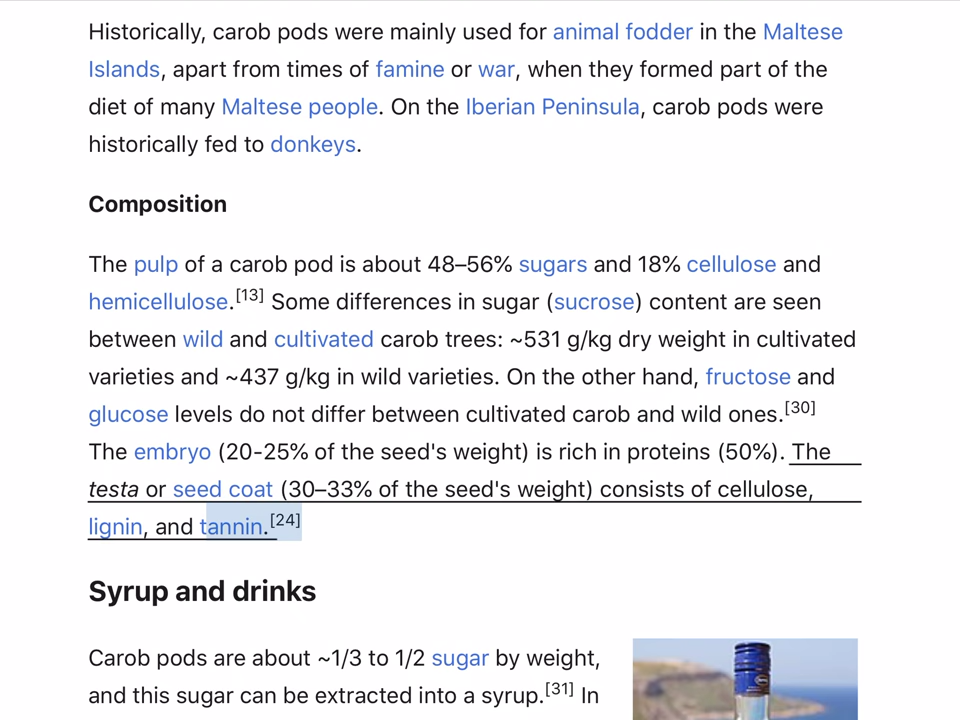 Historically, carob pods were mainly used for animal fodder in the Maltese
Islands, apart from times of famine or war, when they formed part of the
diet of many Maltese people. On the Iberian Peninsula, carob pods were
historically fed to donkeys.
Composition
The pulp of a carob pod is about 48–56% sugars and 18% cellulose and
hemicellulose.[13] Some differences in sugar (sucrose) content are seen
between wild and cultivated carob trees: ~531 g/kg dry weight in cultivated
varieties and ~437 g/kg in wild varieties. On the other hand, fructose and
glucose levels do not differ between cultivated carob and wild ones.[30]
The embryo (20-25% of the seed's weight) is rich in proteins (50%). The
testa or seed coat (30–33% of the seed's weight) consists of cellulose,
lignin, and tannin.[24]
Syrup and drinks
Carob pods are about ~1/3 to 1/2 sugar by weight,
and this sugar can be extracted into a syrup.[31] In